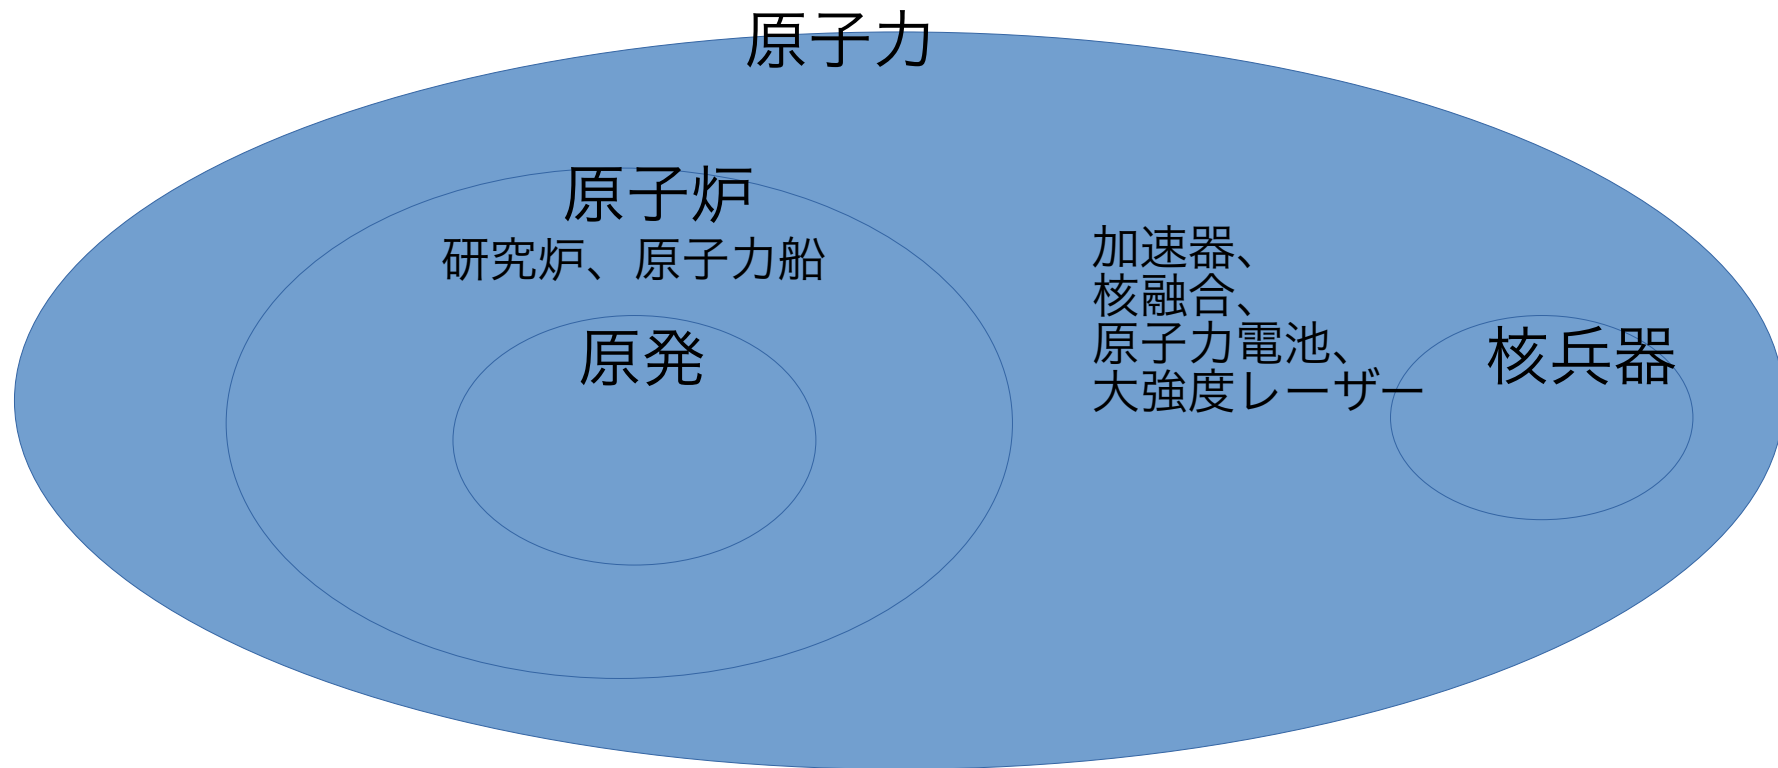 原子力
原子炉
研究炉、原子力船
原発
加速器、
核融合、
原子力電池、
大強度レーザー
核兵器